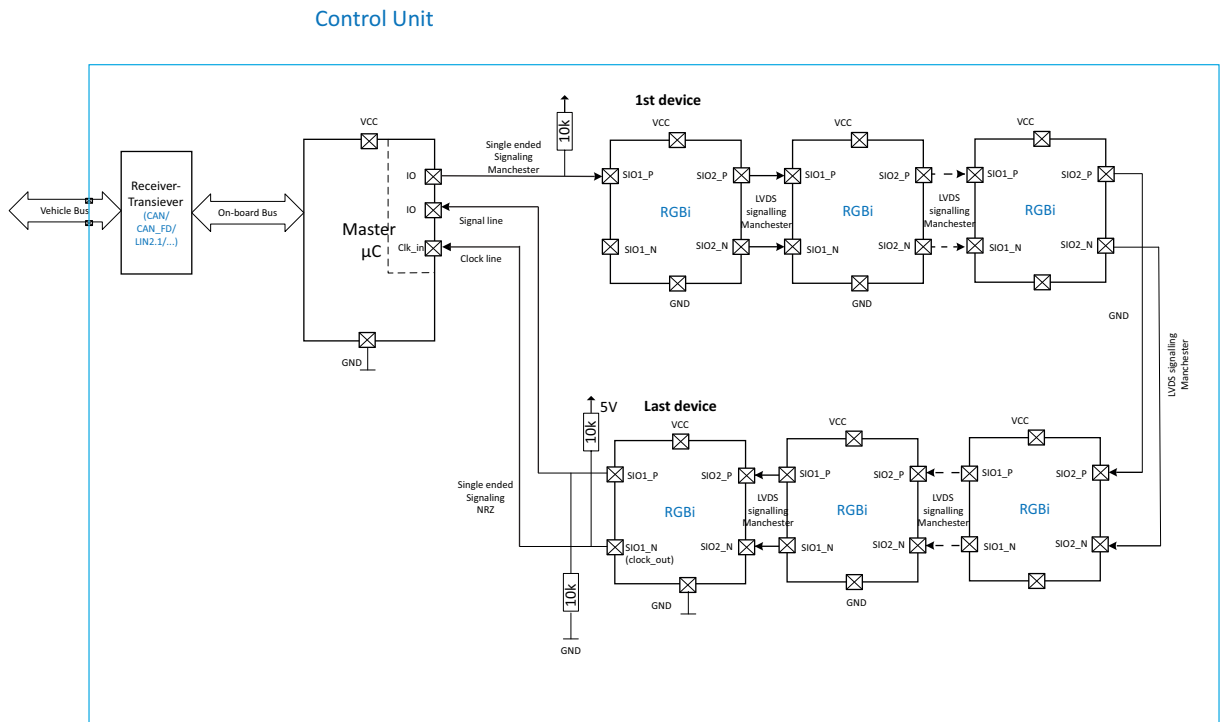 Control Unit
Vehicle Bus
Receiver-
Transiever
(CAN/
CAN_FD/
LIN2.1/...)
On-board Bus
VCC
IO
IO
Master
µC
Clk_in
GND
Single ended
Signaling
Manchester
Signal line
Clock line
10k
1st device
VCC
SIO1_P
SIO2_P
RGBi
SIO1_N
SIO2_N
GND
LVDS
signalling
Manchester
VCC
SIO1_P
SIO2_P
RGBi
SIO1_N
SIO2_N
GND
LVDS
signalling
Manchester
VCC
SIO1_P
SIO2_P
RGBi
SIO1_N
SIO2_N
GND
LVDS signalling
Manchester
5V
10k
Last device
VCC
SIO1_P
SIO2_P
RGBi
SIO1_N
(clock_out)
SIO2_N
GND
Single ended
Signaling
NRZ
10k
GND
LVDS
signalling
Manchester
VCC
SIO1_P
SIO2_P
RGBi
SIO1_N
SIO2_N
GND
LVDS
signalling
Manchester
SIO1_P
SIO2_P
RGBi
SIO1_N
SIO2_N
VCC